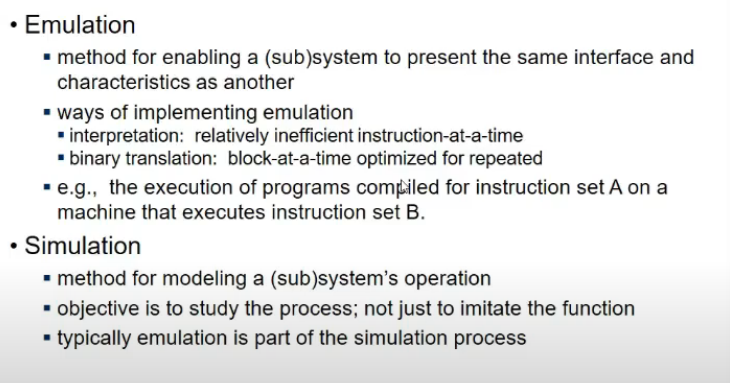 • Emulation
▪ method for enabling a (sub)system to present the same interface and
characteristics as another
▪ ways of implementing emulation
▪ interpretation: relatively inefficient instruction-at-a-time
▪ binary translation: block-at-a-time optimized for repeated
▪ e.g., the execution of programs compiled for instruction set A on a
machine that executes instruction set B.
• Simulation
▪ method for modeling a (sub)system's operation
▪ objective is to study the process; not just to imitate the function
▪ typically emulation is part of the simulation process